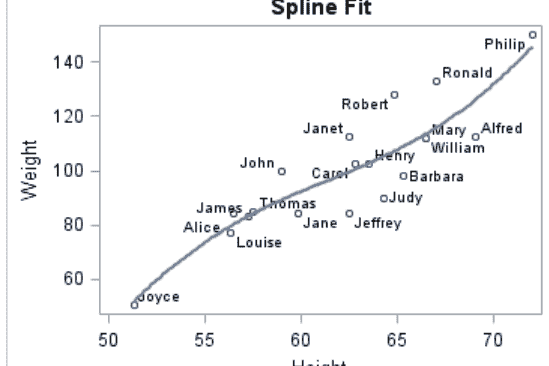 Spline Fit
Philip
140
Ronald
Robert
120
Janet
Mary
Alfred
William
Henry
John
Carol
100
Weight
Barbara
Judy
James
Thomas
80
Alice
Jane
Jeffrey
Louise
60
Joyce
50
55
60
65
70
Height